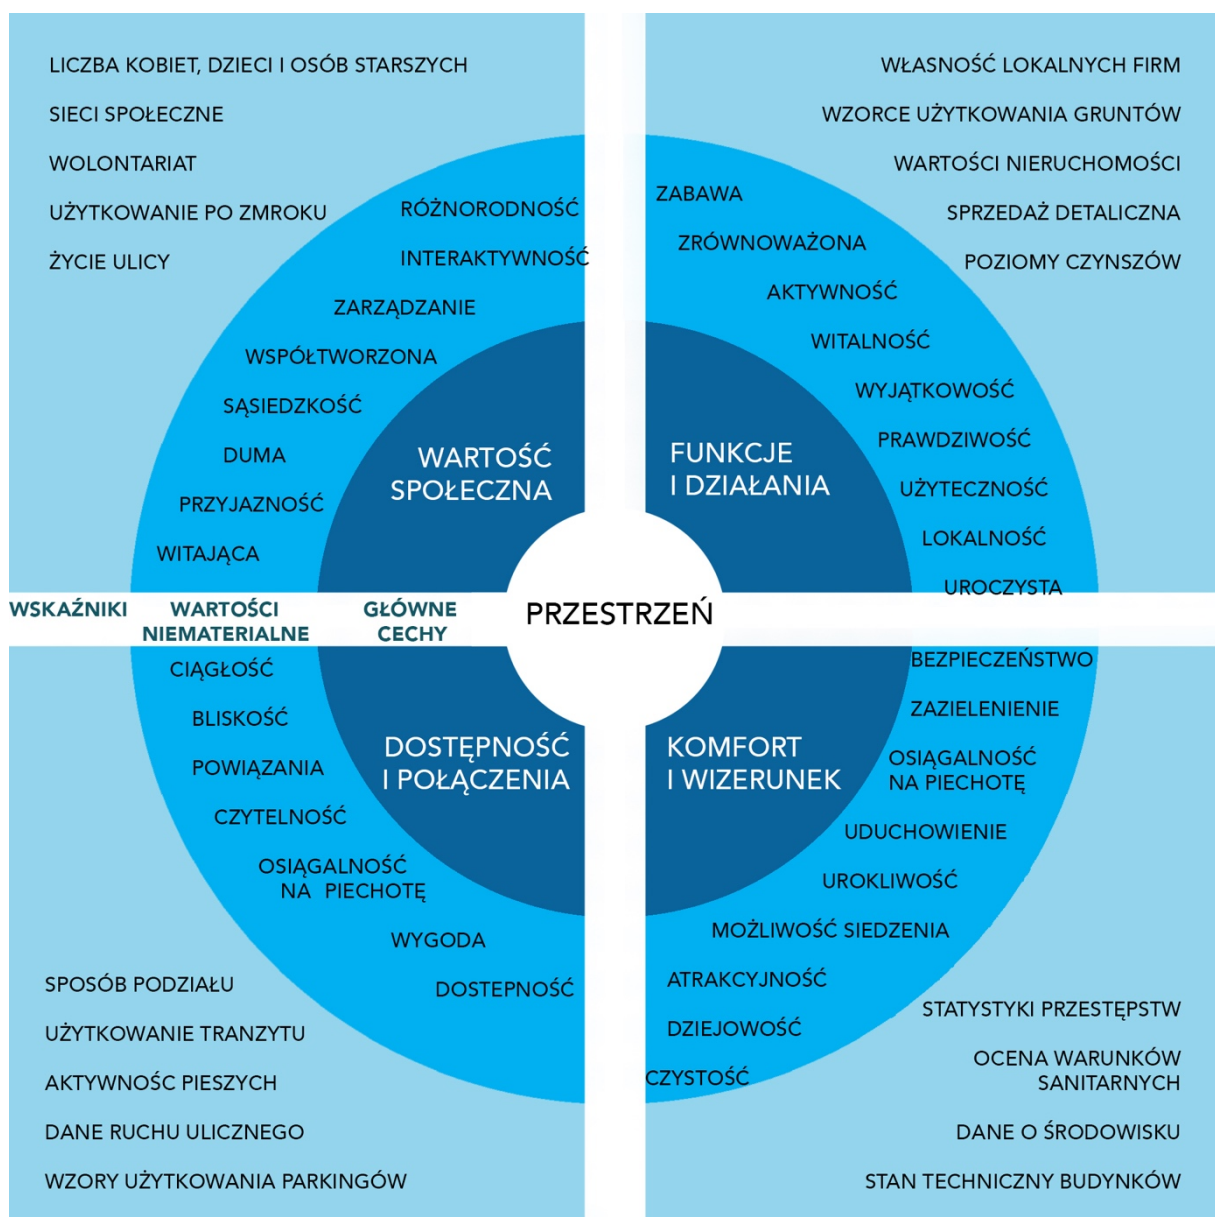 LICZBA KOBIET, DZIECI I OSÓB STARSZYCH
SIECI SPOŁECZNE
WOLONTARIAT
UŻYTKOWANIE PO ZMROKU
ŻYCIE ULICY
RÓŻNORODNOŚĆ
INTERAKTYWNOŚĆ
ZARZĄDZANIE
WSPÓŁTWORZONA
SĄSIEDZKOŚĆ
DUMA
PRZYJAZNOŚĆ
WITAJĄCA
WARTOŚĆ
SPOŁECZNA
WŁASNOŚĆ LOKALNYCH FIRM
WZORCE UŻYTKOWANIA GRUNTÓW
WARTOŚCI NIERUCHOMOŚCI
SPRZEDAŻ DETALICZNA
POZIOMY CZYNSZÓW
ZABAWA
ZRÓWNOWAŻONA
AKTYWNOŚĆ
WITALNOŚĆ
WYJĄTKOWOŚĆ
PRAWDZIWOŚĆ
UŻYTECZNOŚĆ
LOKALNOŚĆ
UROCZYSTA
FUNKCJE
I DZIAŁANIA
WSKAŹNIKI
WARTOŚCI
NIEMATERIALNE
GŁÓWNE
CECHY
PRZESTRZEŃ
CIĄGŁOŚĆ
BLISKOŚĆ
POWIĄZANIA
CZYTELNOŚĆ
OSIĄGALNOŚĆ
NA PIECHOTĘ
WYGODA
DOSTEPNOŚĆ
DOSTĘPNOŚĆ
I POŁĄCZENIA
SPOSÓB PODZIAŁU
UŻYTKOWANIE TRANZYTU
AKTYWNOŚC PIESZYCH
DANE RUCHU ULICZNEGO
WZORY UŻYTKOWANIA PARKINGÓW
KOMFORT
I WIZERUNEK
BEZPIECZEŃSTWO
ZAZIELENIENIE
OSIĄGALNOŚĆ
NA PIECHOTĘ
UDUCHOWIENIE
UROKLIWOŚĆ
MOŻLIWOŚĆ SIEDZENIA
ATRAKCYJNOŚĆ
DZIEJOWOŚĆ
CZYSTOŚĆ
STATYSTYKI PRZESTĘPSTW
OCENA WARUNKÓW
SANITARNYCH
DANE O ŚRODOWISKU
STAN TECHNICZNY BUDYNKÓW